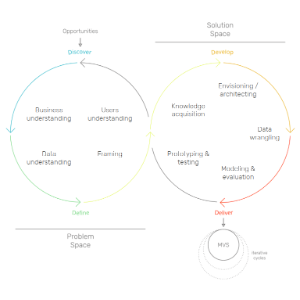 Opportunities
Discover
Business
understanding
Users
understanding
Data
understanding
Framing
Define
Problem
Space
Solution
Space
Develop
Envisioning /
architecting
Knowledge
acquisition
Data
wrangling
Prototyping &
testing
Modeling &
evaluation
Deliver
MVS
Iterative
cycles